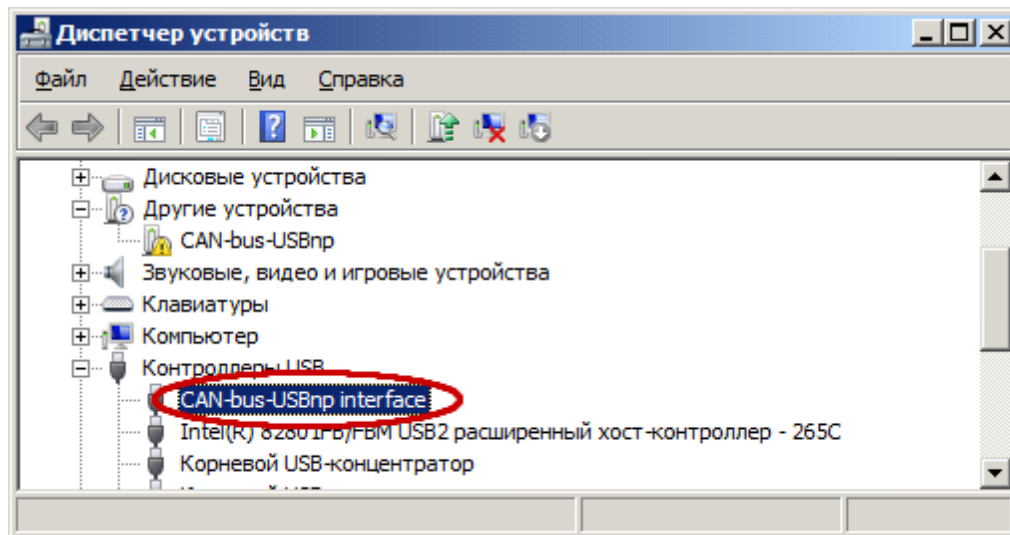 Диспетчер устройств
Файл Действие Вид Справка
Дисковые устройства
Другие устройства
CAN-bus-USBnp
Звуковые, видео и игровые устройства
Клавиатуры
Компьютер
Контроллеры USB
CAN-bus-USBnp interface
Intel(R) 82801FB/FBM USB2 расширенный хост-контроллер - 265C
Корневой USB-концентратор